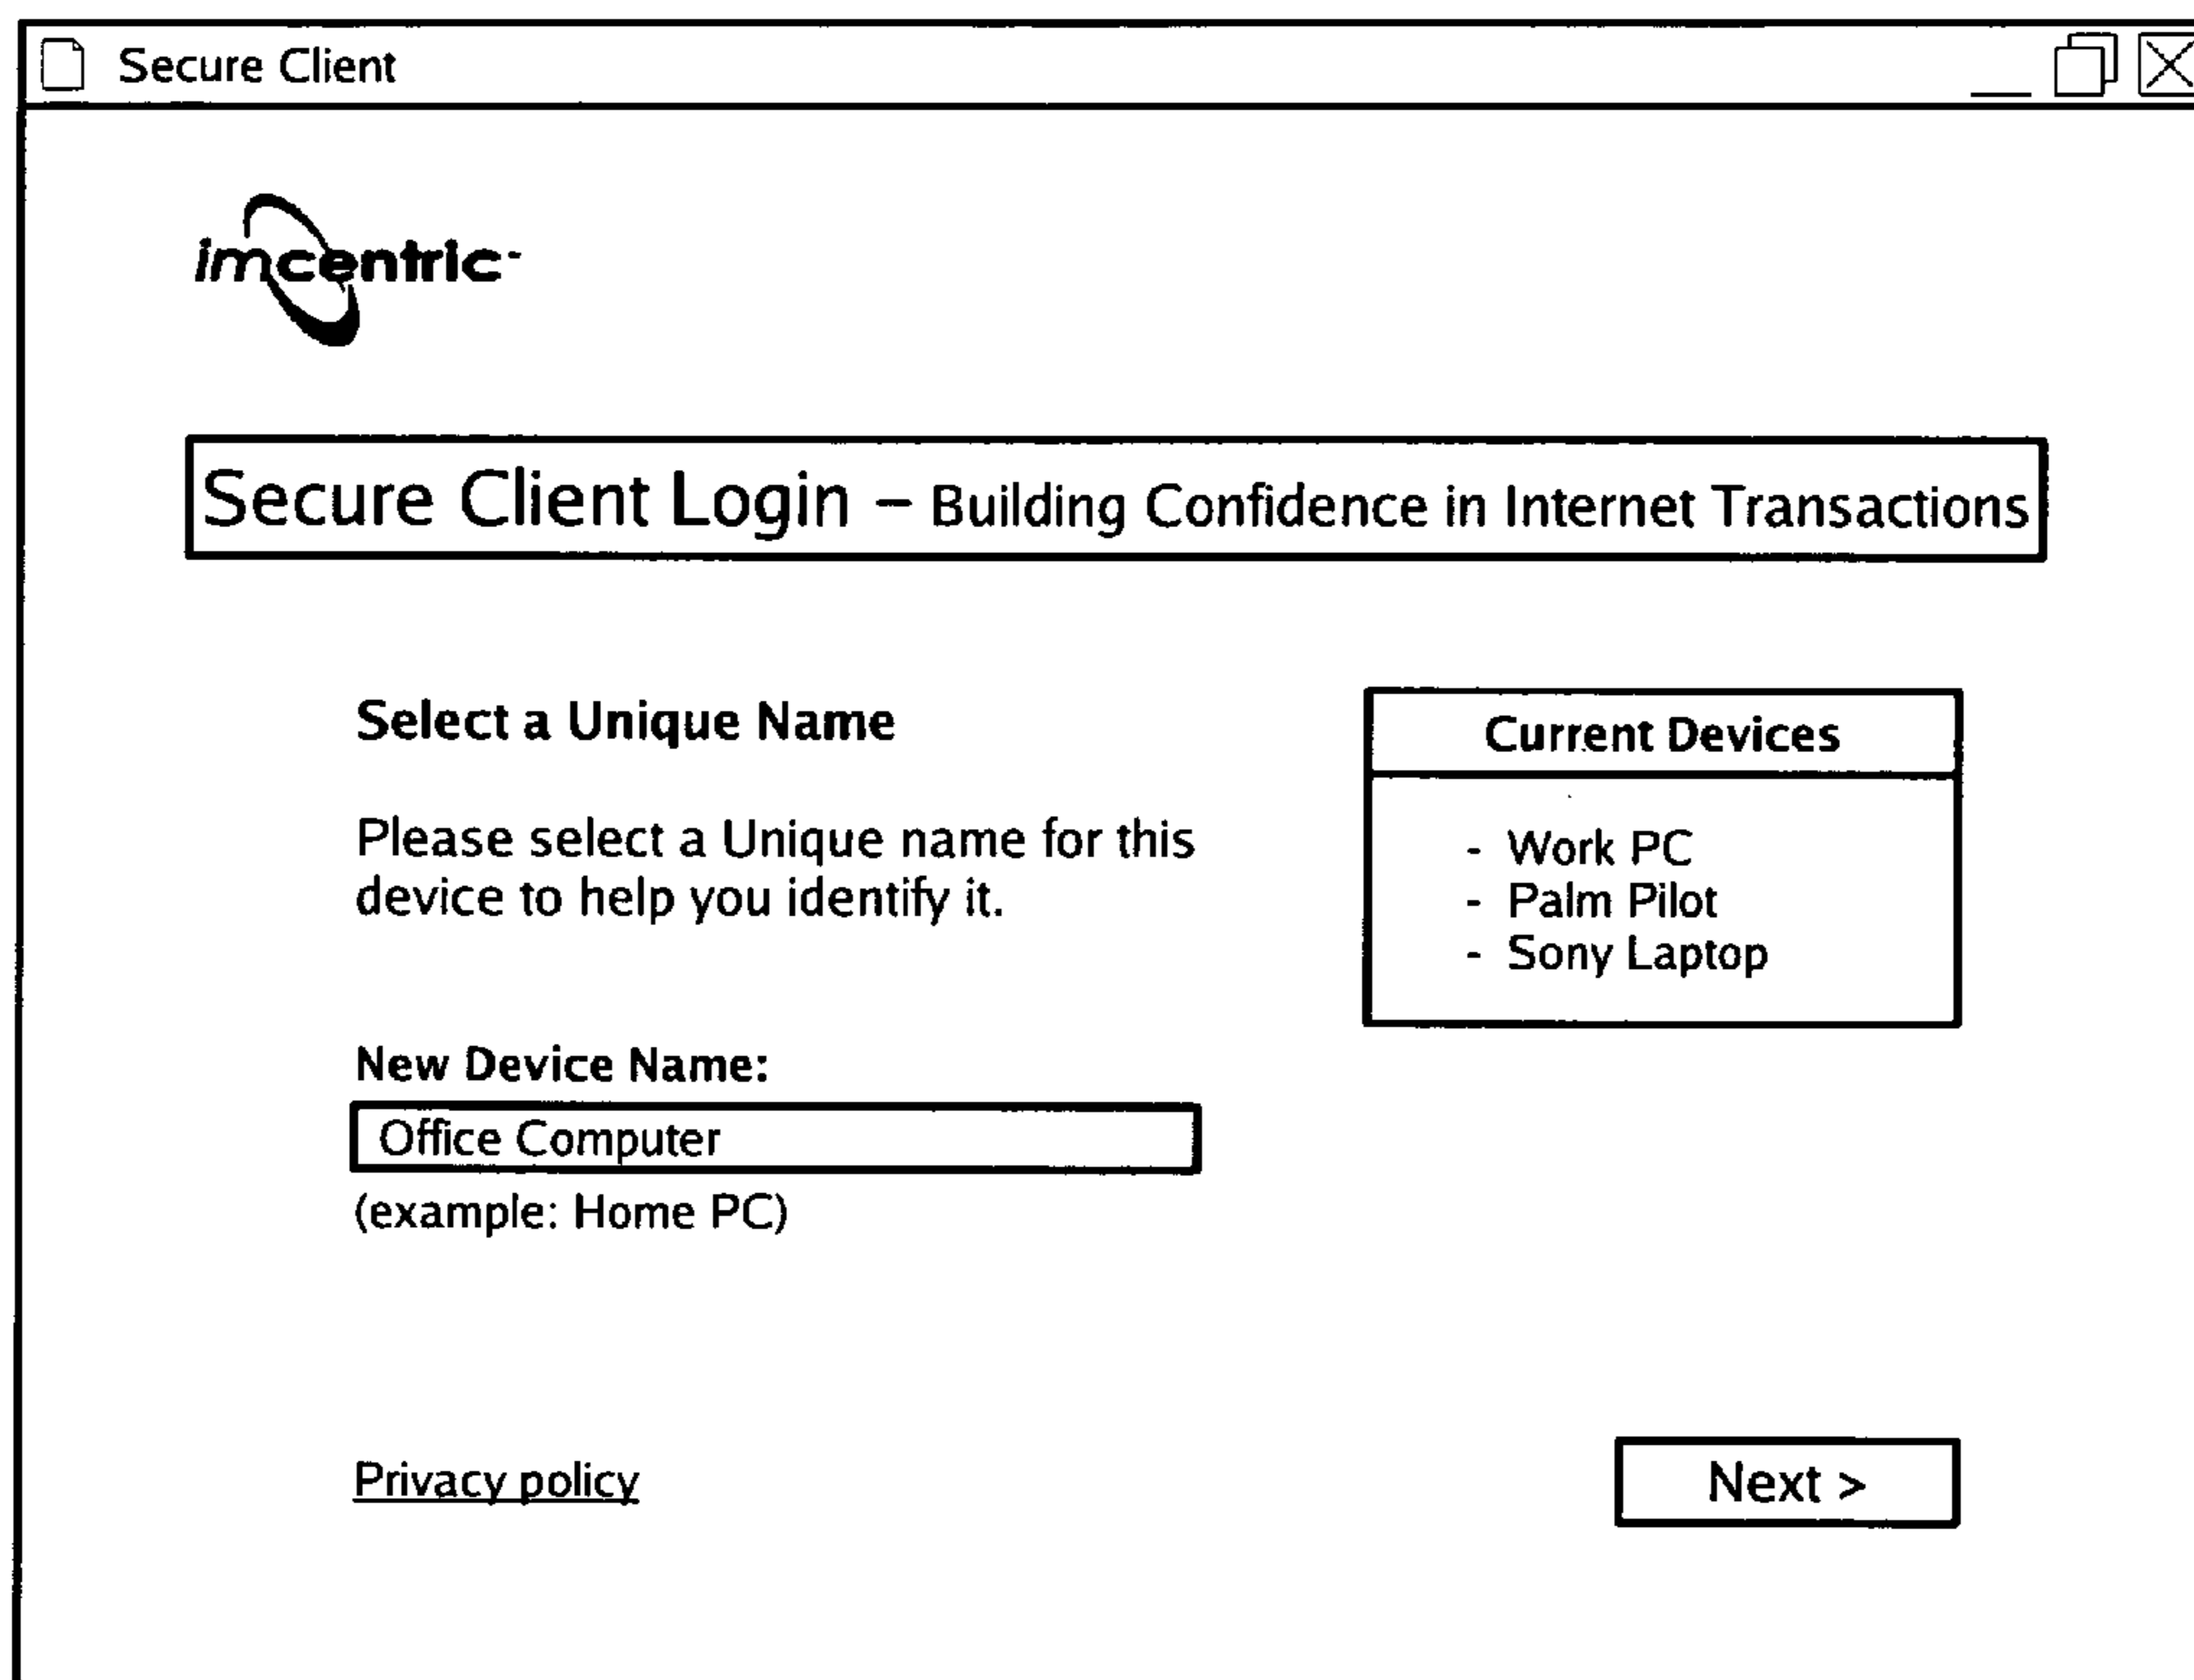 Secure Client
imcentric
Secure Client Login – Building Confidence in Internet Transactions
Select a Unique Name
Please select a Unique name for this
device to help you identify it.
Current Devices
- Work PC
- Palm Pilot
- Sony Laptop
New Device Name:
Office Computer
(example: Home PC)
Privacy policy
Next >